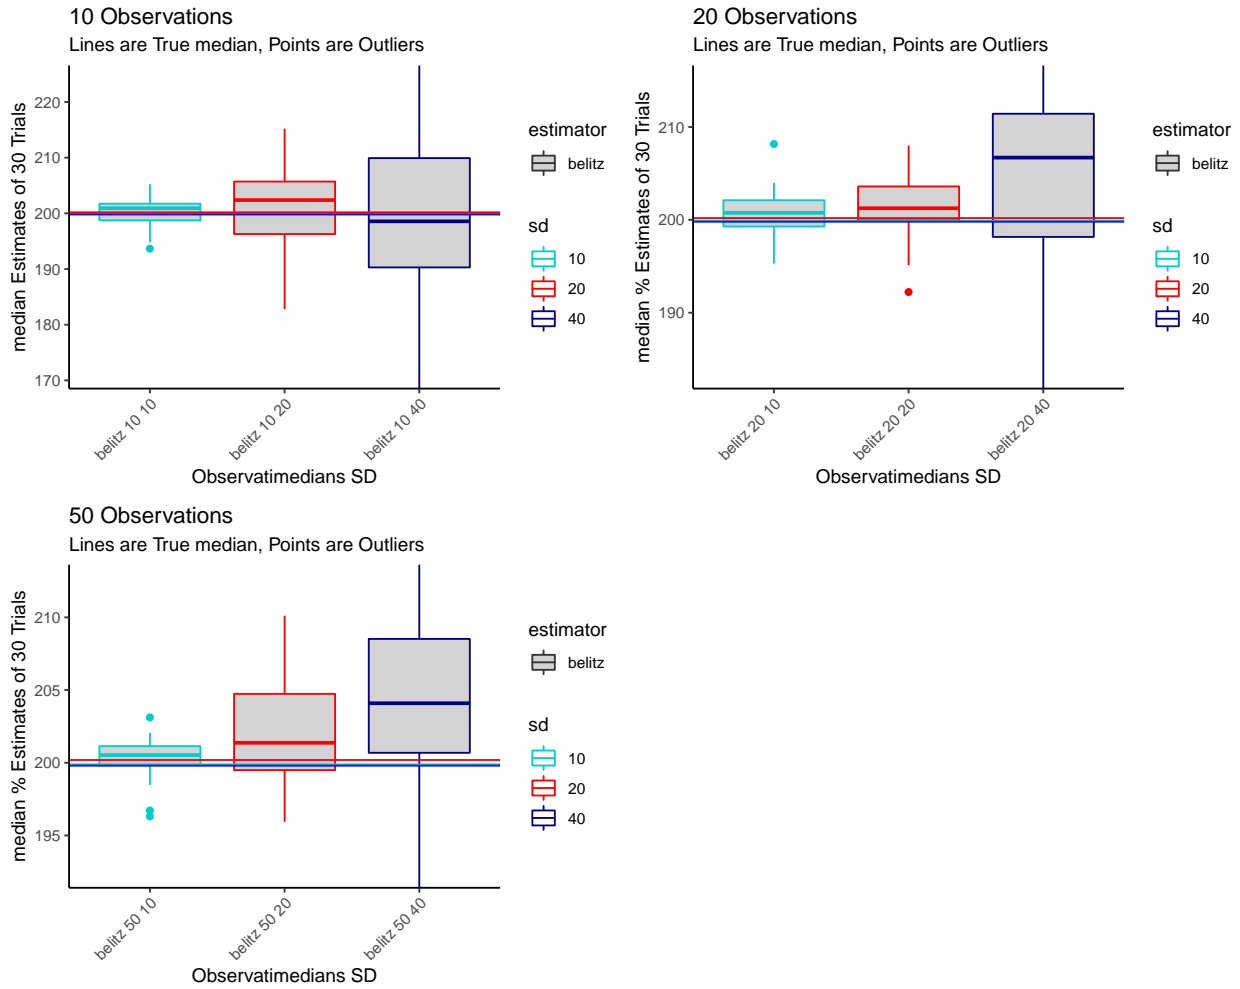 10 Observations
Lines are True median, Points are Outliers
median Estimates of 30 Trials
220
210
200
190
180
170
belitz 10 10
belitz 10 20
belitz 10 40
Observatimedians SD
estimator
belitz
sd
10
20
40
20 Observations
Lines are True median, Points are Outliers
median % Estimates of 30 Trials
210
200
190
belitz 20 10
belitz 20 20
belitz 20 40
Observatimedians SD
estimator
belitz
sd
10
20
40
50 Observations
Lines are True median, Points are Outliers
median % Estimates of 30 Trials
210
205
200
195
belitz 50 10
belitz 50 20
belitz 50 40
Observatimedians SD
estimator
belitz
sd
10
20
40